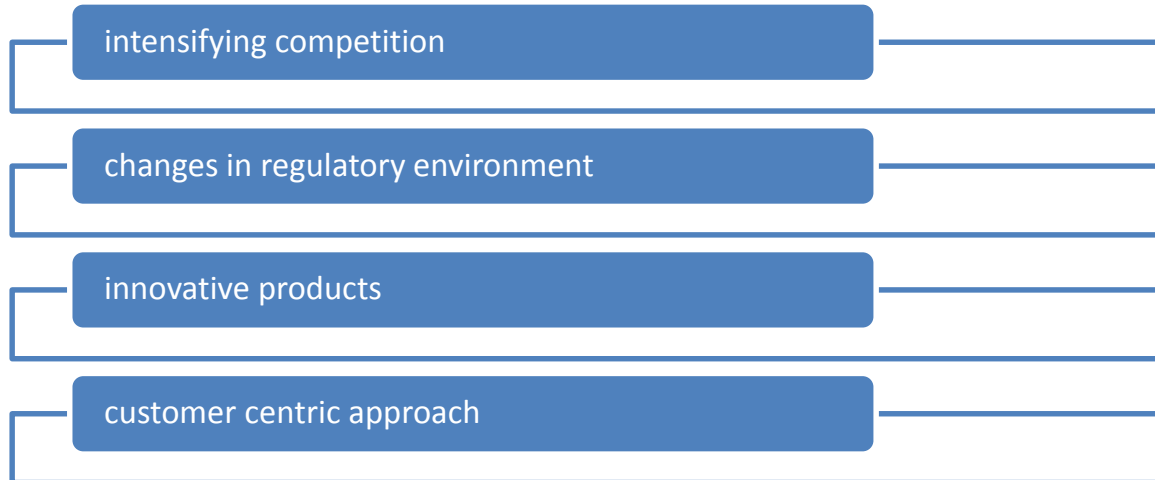 intensifying competition
changes in regulatory environment
innovative products
customer centric approach